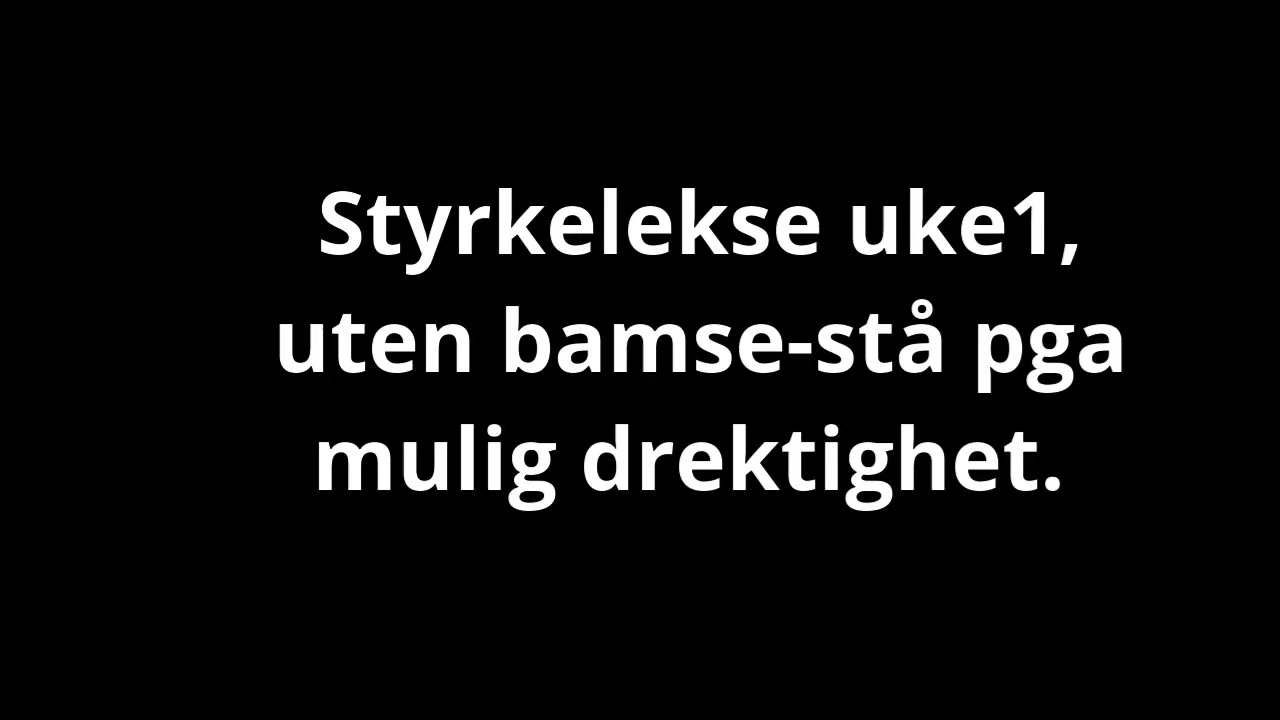 Styrkelekse uke1,
uten bamse-stå pga
mulig drektighet.